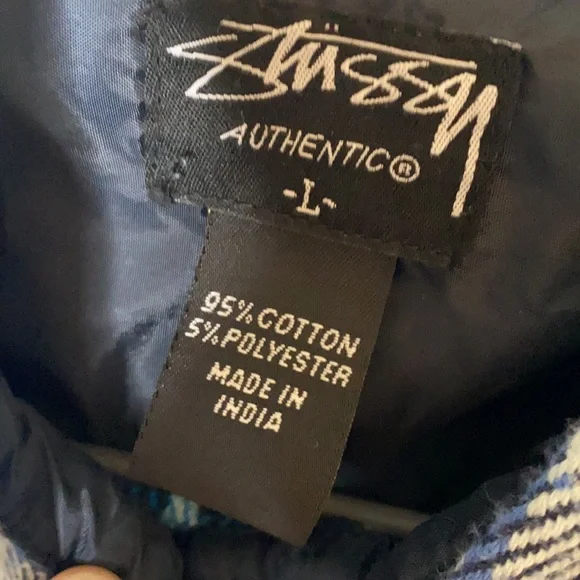 Stüssy
AUTHENTIC®
-L-
95% COTTON
5% POLYESTER
MADE IN
INDIA